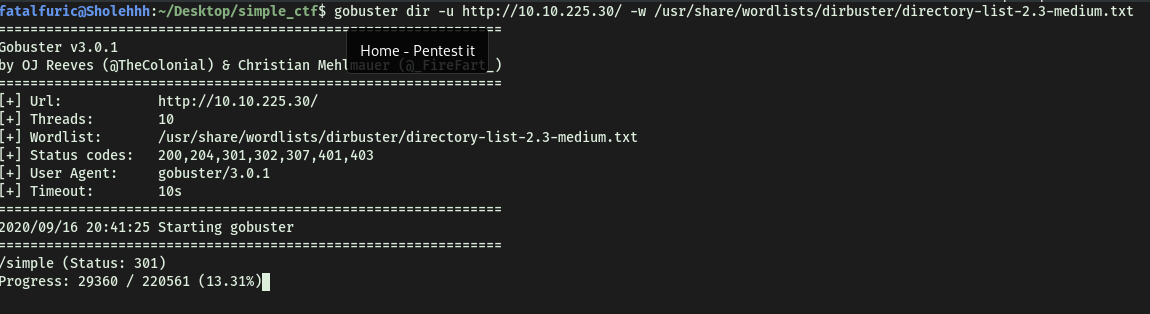 fatalfuric@Sholehhh:~/Desktop/simple_ctf$ gobuster dir -u http://10.10.225.30/ -w /usr/share/wordlists/dirbuster/directory-list-2.3-medium.txt
===============================================================
Gobuster v3.0.1
Home - Pentest it
by OJ Reeves (@TheColonial) & Christian Mehlmauer (@_FireFart_)
===============================================================
[+] Url:            http://10.10.225.30/
[+] Threads:        10
[+] Wordlist:       /usr/share/wordlists/dirbuster/directory-list-2.3-medium.txt
[+] Status codes:   200,204,301,302,307,401,403
[+] User Agent:     gobuster/3.0.1
[+] Timeout:        10s
===============================================================
2020/09/16 20:41:25 Starting gobuster
===============================================================
/simple (Status: 301)
Progress: 29360 / 220561 (13.31%)